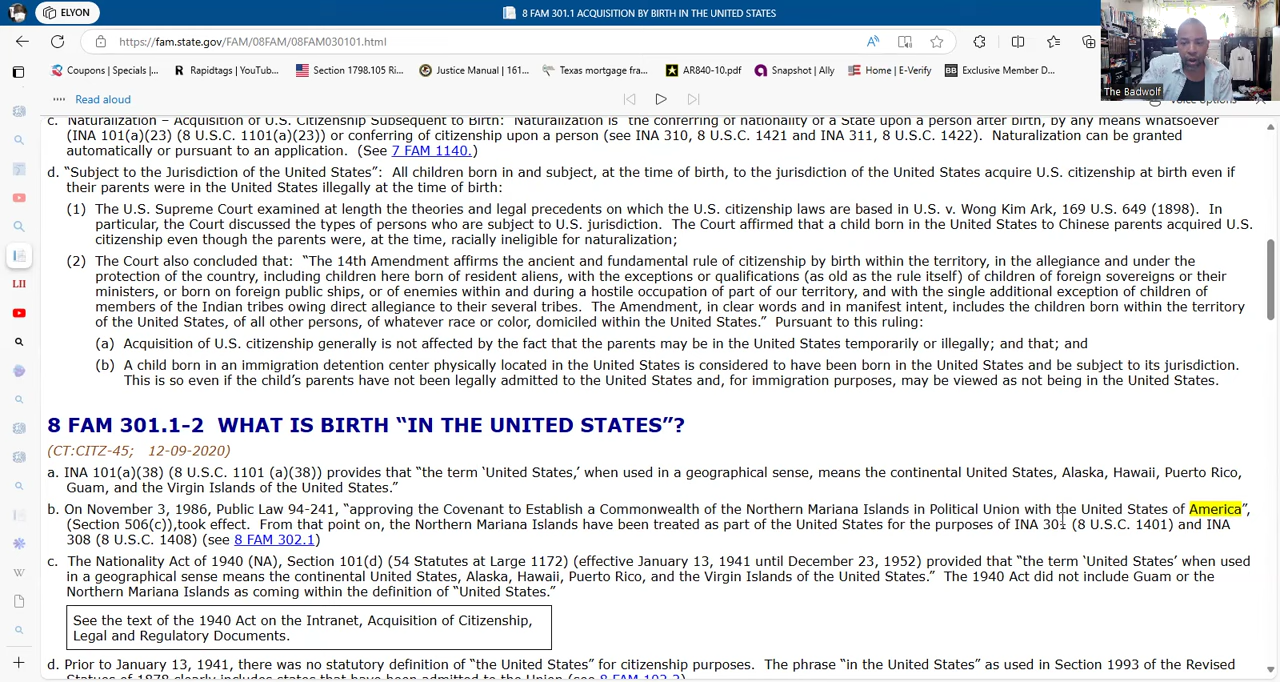 ELYON
8 FAM 301.1 ACQUISITION BY BIRTH IN THE UNITED STATES
https://fam.state.gov/FAM/08FAM/08FAM030101.html
Coupons | Specials |...
Rapidtags | YouTub...
Section 1798.105 Ri...
Justice Manual | 161...
Texas mortgage fra...
AR840-10.pdf
Snapshot | Ally
Home | E-Verify
BB Exclusive Member D...
The Badwolf
Read aloud
c. Naturalization – Acquisition of U.S. Citizenship Subsequent to Birth: Naturalization is "the conferring of nationality of a State upon a person after birth, by any means whatsoever
(INA 101(a)(23) (8 U.S.C. 1101(a)(23)) or conferring of citizenship upon a person (see INA 310, 8 U.S.C. 1421 and INA 311, 8 U.S.C. 1422). Naturalization can be granted
automatically or pursuant to an application. (See 7 FAM 1140.)
d. "Subject to the Jurisdiction of the United States": All children born in and subject, at the time of birth, to the jurisdiction of the United States acquire U.S. citizenship at birth even if
their parents were in the United States illegally at the time of birth:
(1) The U.S. Supreme Court examined at length the theories and legal precedents on which the U.S. citizenship laws are based in U.S. v. Wong Kim Ark, 169 U.S. 649 (1898). In
particular, the Court discussed the types of persons who are subject to U.S. jurisdiction. The Court affirmed that a child born in the United States to Chinese parents acquired U.S.
citizenship even though the parents were, at the time, racially ineligible for naturalization;
(2) The Court also concluded that: "The 14th Amendment affirms the ancient and fundamental rule of citizenship by birth within the territory, in the allegiance and under the
protection of the country, including children here born of resident aliens, with the exceptions or qualifications (as old as the rule itself) of children of foreign sovereigns or their
ministers, or born on foreign public ships, or of enemies within and during a hostile occupation of part of our territory, and with the single additional exception of children of
members of the Indian tribes owing direct allegiance to their several tribes. The Amendment, in clear words and in manifest intent, includes the children born within the territory
of the United States, of all other persons, of whatever race or color, domiciled within the United States." Pursuant to this ruling:
(a) Acquisition of U.S. citizenship generally is not affected by the fact that the parents may be in the United States temporarily or illegally; and that; and
(b) A child born in an immigration detention center physically located in the United States is considered to have been born in the United States and be subject to its jurisdiction.
This is so even if the child's parents have not been legally admitted to the United States and, for immigration purposes, may be viewed as not being in the United States.
8 FAM 301.1-2 WHAT IS BIRTH "IN THE UNITED STATES"?
(CT:CITZ-45; 12-09-2020)
a. INA 101(a)(38) (8 U.S.C. 1101 (a)(38)) provides that "the term 'United States,' when used in a geographical sense, means the continental United States, Alaska, Hawaii, Puerto Rico,
Guam, and the Virgin Islands of the United States."
b. On November 3, 1986, Public Law 94-241, "approving the Covenant to Establish a Commonwealth of the Northern Mariana Islands in Political Union with the United States of America",
(Section 506(c)),took effect. From that point on, the Northern Mariana Islands have been treated as part of the United States for the purposes of INA 301 (8 U.S.C. 1401) and INA
308 (8 U.S.C. 1408) (see 8 FAM 302.1)
c. The Nationality Act of 1940 (NA), Section 101(d) (54 Statutes at Large 1172) (effective January 13, 1941 until December 23, 1952) provided that "the term 'United States' when used
in a geographical sense means the continental United States, Alaska, Hawaii, Puerto Rico, and the Virgin Islands of the United States." The 1940 Act did not include Guam or the
Northern Mariana Islands as coming within the definition of "United States."
See the text of the 1940 Act on the Intranet, Acquisition of Citizenship,
Legal and Regulatory Documents.
d. Prior to January 13, 1941, there was no statutory definition of "the United States" for citizenship purposes. The phrase "in the United States" as used in Section 1993 of the Revised
Statues of 1878 clearly includes states that have been admitted to the Union (see 8 FAM 102.3)